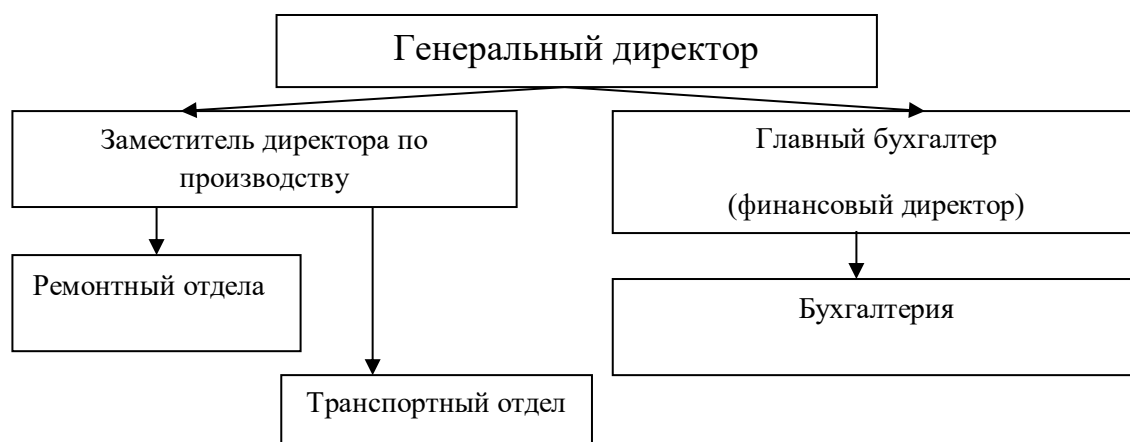 Генеральный директор
Заместитель директора по
производству
Главный бухгалтер
(финансовый директор)
Ремонтный отдела
Бухгалтерия
Транспортный отдел